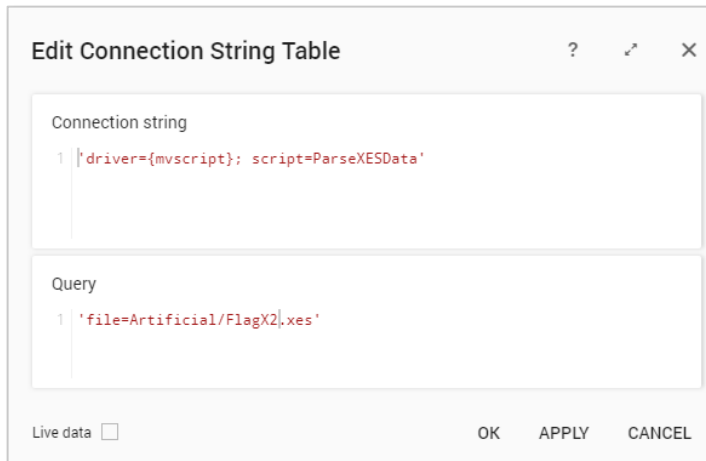 Edit Connection String Table ?
Connection string
1 'driver={mvscript}; script=ParseXESData'
Query
1 'file=Artificial/FlagX2.xes'
Live data OK APPLY CANCEL